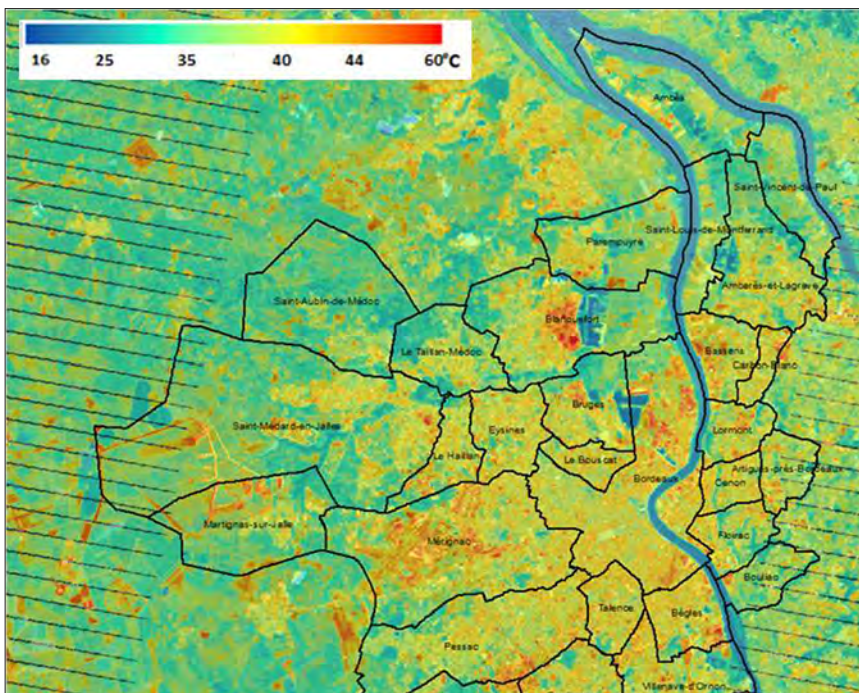 16 25 35 40 44 60°C
Ambès
Saint-Vincent-de-Paul
Saint-Louis-de-Montferrand
Parempuyre
Ambarès-et-Lagrave
Saint-Aubin-de-Médoc
Blanquefort
Le Taillan-Médoc
Bassens
Carbon-Blanc
Bruges
Saint-Médard-en-Jalles
Eysines
Lormont
Le Haillan
Le Bouscat
Artigues-près-Bordeaux
Bordeaux
Cenon
Martignas-sur-Jalle
Mérignac
Floirac
Bouliac
Talence
Bègles
Pessac
Villenave-d'Ornon